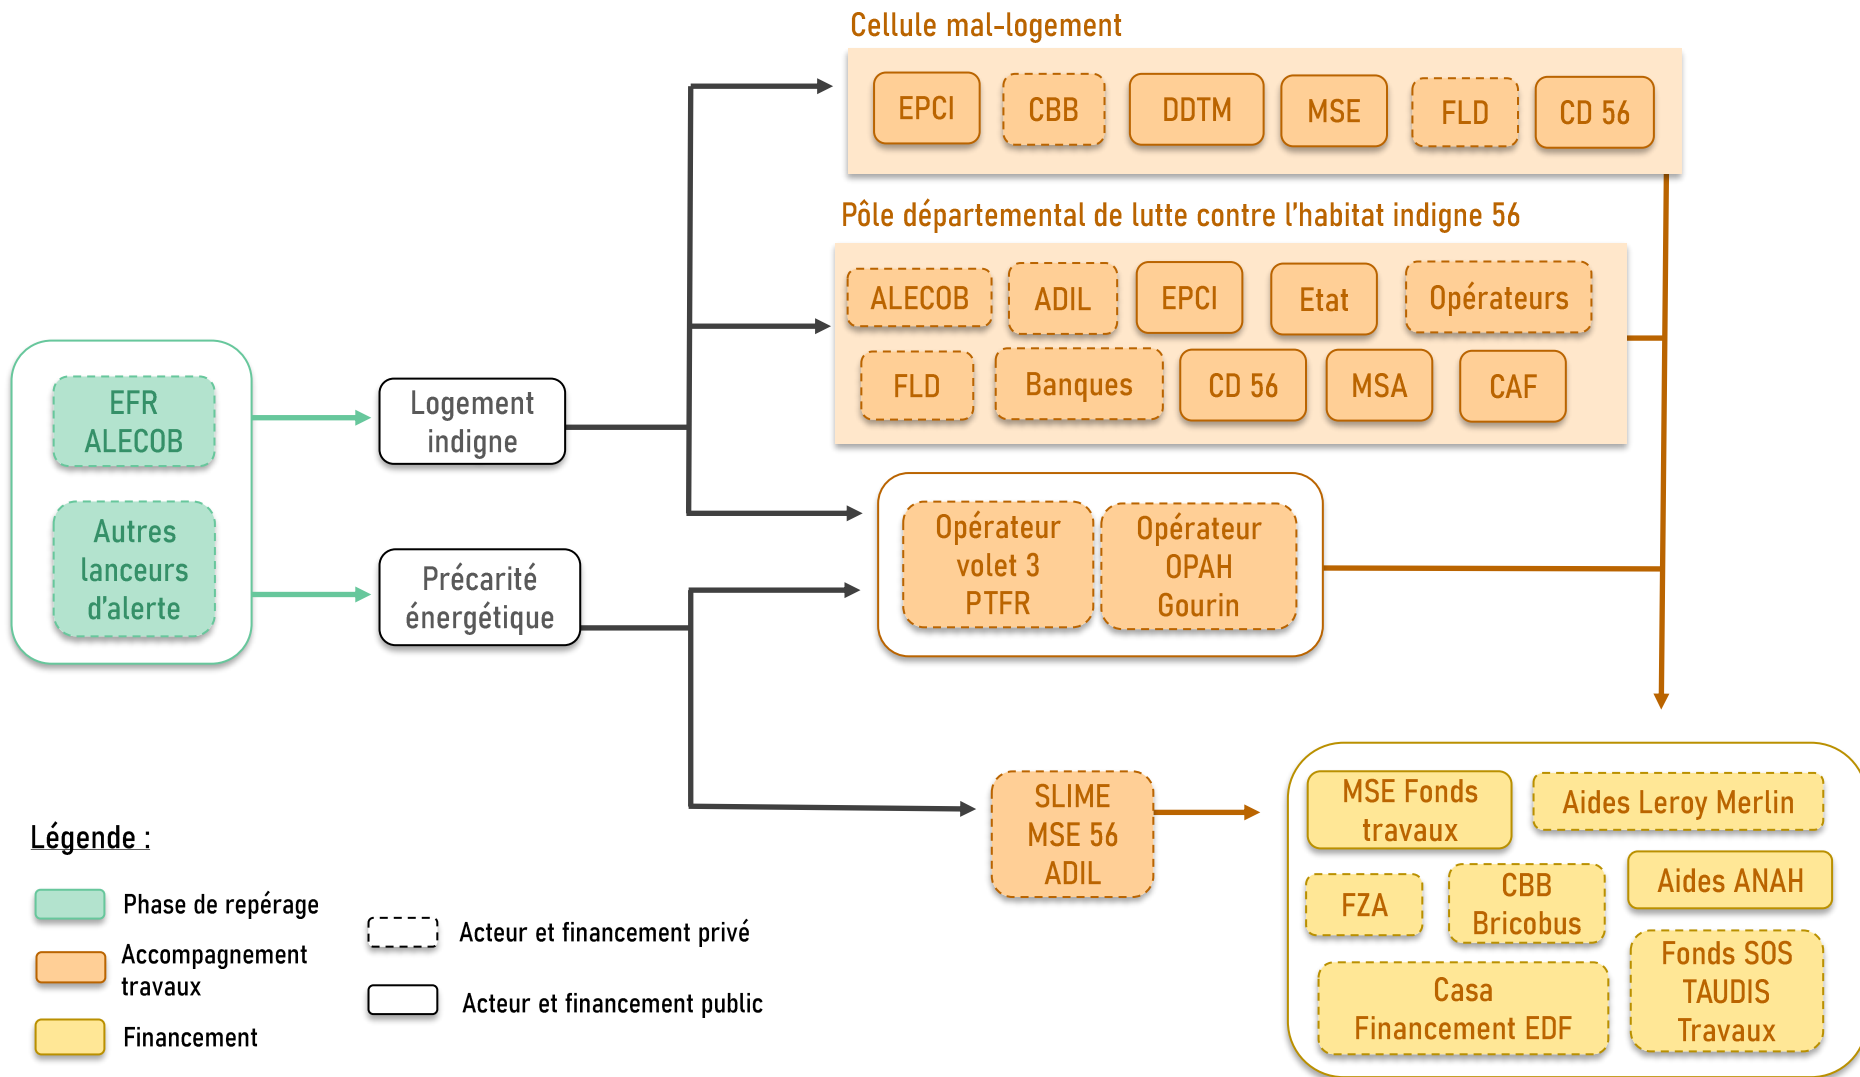 Cellule mal-logement
EPCI
CBB
DDTM
MSE
FLD
CD 56
Pôle départemental de lutte contre l'habitat indigne 56
ALECOB
ADIL
EPCI
Etat
Opérateurs
FLD
Banques
CD 56
MSA
CAF
EFR
ALECOB
Autres
lanceurs
d'alerte
Logement
indigne
Précarité
énergétique
Opérateur
volet 3
PTFR
Opérateur
OPAH
Gourin
SLIME
MSE 56
ADIL
MSE Fonds
travaux
Aides Leroy Merlin
FZA
CBB
Bricobus
Aides ANAH
Casa
Financement EDF
Fonds SOS
TAUDIS
Travaux
Légende :
Phase de repérage
Accompagnement
travaux
Financement
Acteur et financement privé
Acteur et financement public